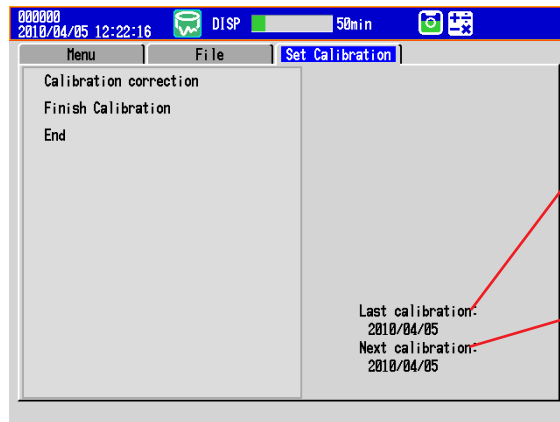 000000
2010/04/05 12:22:16 DISP 50min
Menu File Set Calibration
Calibration correction
Finish Calibration
End
Last calibration:
2010/04/05
Next calibration:
2010/04/05